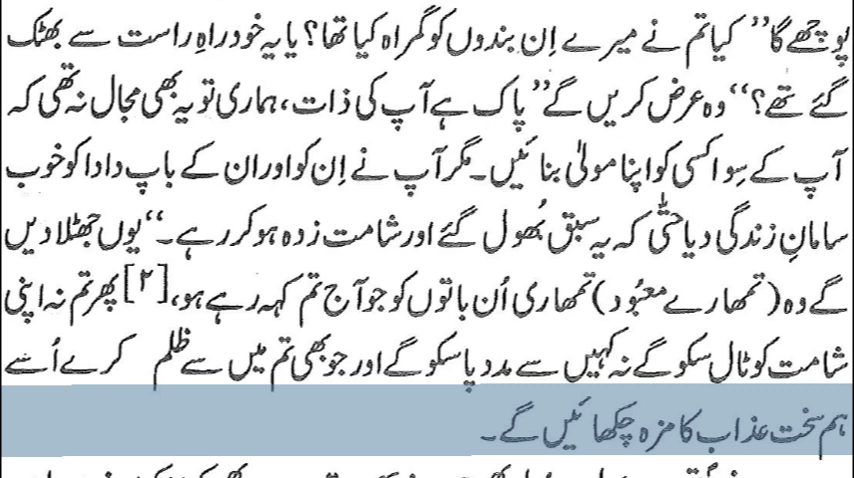 پوچھے گا ”کیا تم نے میرے اِن بندوں کو گمراہ کیا تھا؟ یا یہ خود راہِ راست سے بھٹک
گئے تھے؟“ وہ عرض کریں گے ”پاک ہے آپ کی ذات، ہماری تو یہ بھی مجال نہ تھی کہ
آپ کے سِوا کسی کو اپنا مولیٰ بنائیں۔ مگر آپ نے اِن کو اور ان کے باپ دادا کو خوب
سامانِ زندگی دیا حتّٰی کہ یہ سبق بُھول گئے اور شامت زدہ ہو کر رہے۔“ یوں جھٹلا دیں
گے وہ (تمھارے معبُود) تمھاری اُن باتوں کو جو آج تم کہہ رہے ہو، [۲] پھر تم نہ اپنی
شامت کو ٹال سکو گے نہ کہیں سے مدد پا سکو گے اور جو بھی تم میں سے ظلم کرے اُسے
ہم سخت عذاب کا مزہ چکھائیں گے۔